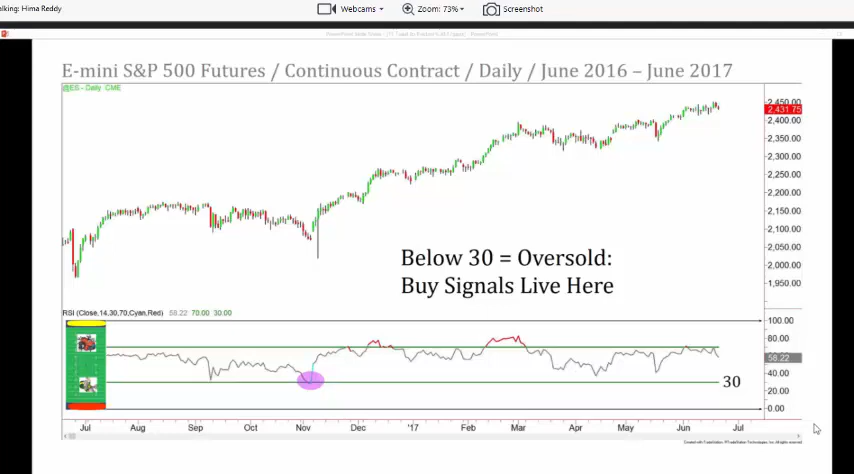 alking: Hima Reddy
Webcams
Zoom: 73%
Screenshot
E-mini S&P 500 Futures / Continuous Contract / Daily / June 2016 – June 2017
@ES - Daily CME
2,450.00
2,431.75
2,400.00
2,350.00
2,300.00
2,250.00
2,200.00
2,150.00
2,100.00
2,050.00
2,000.00
1,950.00
Below 30 = Oversold:
Buy Signals Live Here
RSI (Close,14,30,70,Cyan,Red) 58.22 70.00 30.00
100.00
80.00
58.22
40.00
20.00
0.00
30
Jul Aug Sep Oct Nov Dec '17 Feb Mar Apr May Jun Jul